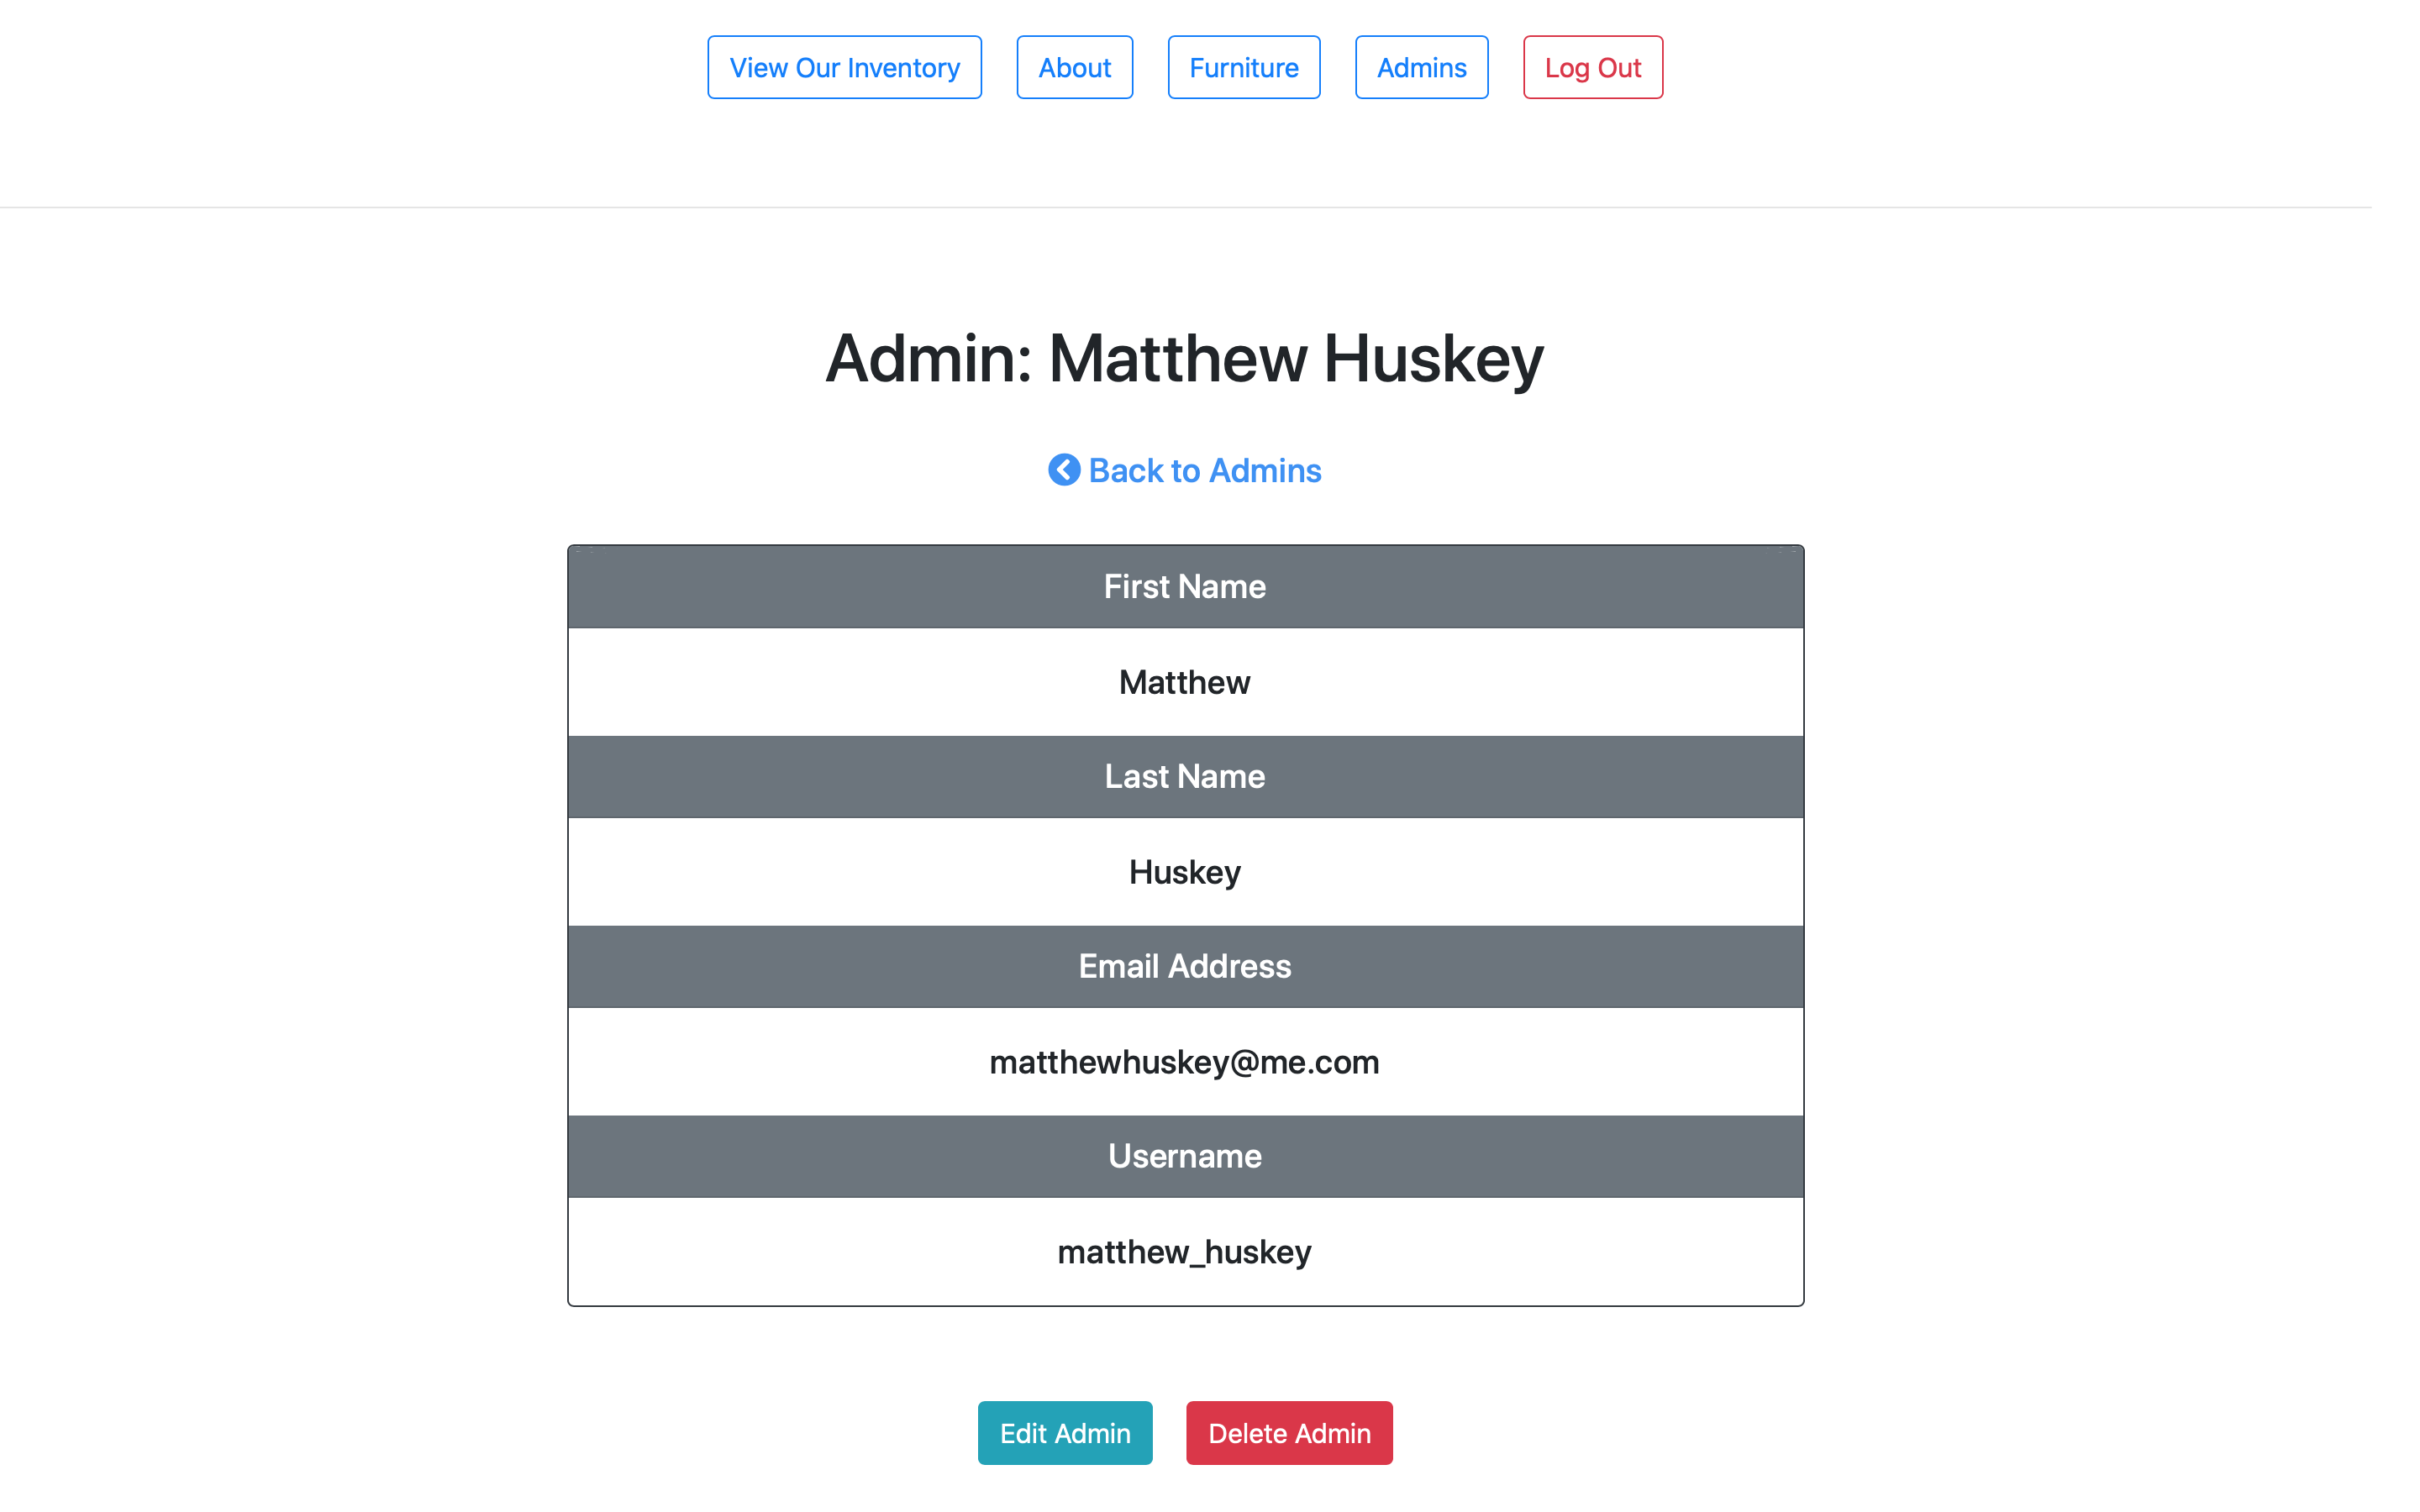 View Our Inventory About Furniture Admins Log Out
Admin: Matthew Huskey
Back to Admins
First Name
Matthew
Last Name
Huskey
Email Address
matthewhuskey@me.com
Username
matthew_huskey
Edit Admin Delete Admin